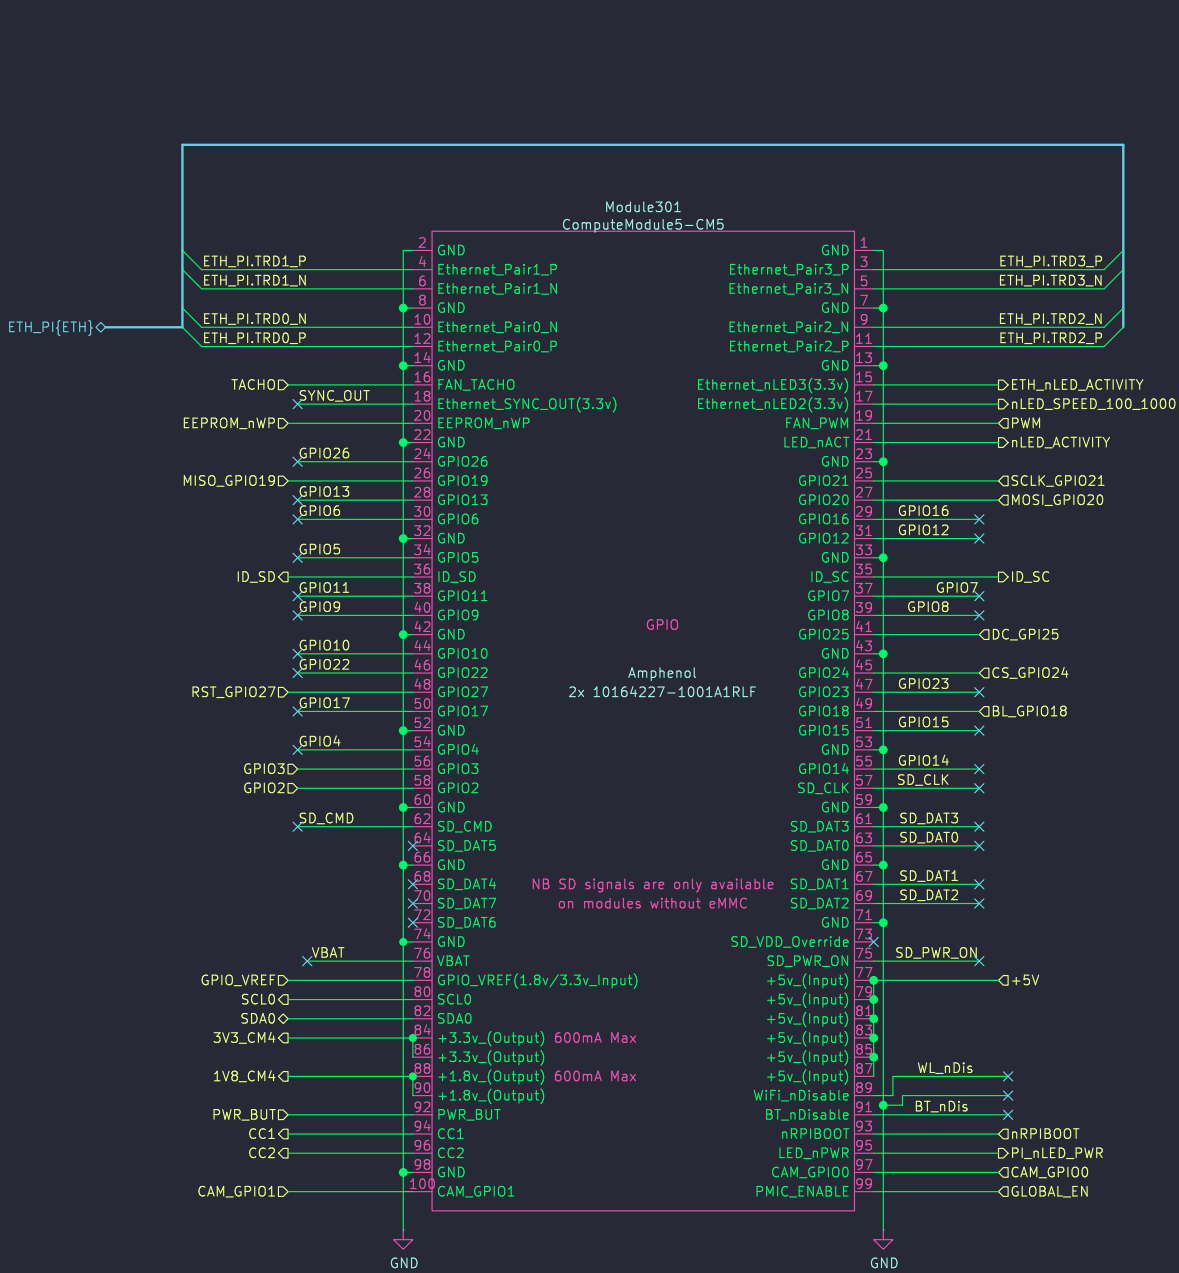 Module301
ComputeModule5-CM5
2 GND GND 1
ETH_PI.TRD1_P 4 Ethernet_Pair1_P Ethernet_Pair3_P 3 ETH_PI.TRD3_P
ETH_PI.TRD1_N 6 Ethernet_Pair1_N Ethernet_Pair3_N 5 ETH_PI.TRD3_N
8 GND GND 7
ETH_PI{ETH} ETH_PI.TRD0_N 10 Ethernet_Pair0_N Ethernet_Pair2_N 9 ETH_PI.TRD2_N
ETH_PI.TRD0_P 12 Ethernet_Pair0_P Ethernet_Pair2_P 11 ETH_PI.TRD2_P
14 GND GND 13
TACHO 16 FAN_TACHO Ethernet_nLED3(3.3v) 15 ETH_nLED_ACTIVITY
SYNC_OUT 18 Ethernet_SYNC_OUT(3.3v) Ethernet_nLED2(3.3v) 17 nLED_SPEED_100_1000
EEPROM_nWP 20 EEPROM_nWP FAN_PWM 19 PWM
22 GND LED_nACT 21 nLED_ACTIVITY
GPIO26 24 GPIO26 GND 23
MISO_GPIO19 26 GPIO19 GPIO21 25 SCLK_GPIO21
GPIO13 28 GPIO13 GPIO20 27 MOSI_GPIO20
GPIO6 30 GPIO6 GPIO16 29 GPIO16
32 GND GPIO12 31 GPIO12
GPIO5 34 GPIO5 GND 33
ID_SD 36 ID_SD ID_SC 35 ID_SC
GPIO11 38 GPIO11 GPIO7 37 GPIO7
GPIO9 40 GPIO9 GPIO8 39 GPIO8
GPIO
42 GND GPIO25 41 DC_GPI25
GPIO10 44 GPIO10 GND 43
GPIO22 46 GPIO22 Amphenol GPIO24 45 CS_GPIO24
RST_GPIO27 48 GPIO27 2x 10164227-1001A1RLF GPIO23 47 GPIO23
GPIO17 50 GPIO17 GPIO18 49 BL_GPIO18
52 GND GPIO15 51 GPIO15
GPIO4 54 GPIO4 GND 53
GPIO3 56 GPIO3 GPIO14 55 GPIO14
GPIO2 58 GPIO2 SD_CLK 57 SD_CLK
60 GND GND 59
SD_CMD 62 SD_CMD SD_DAT3 61 SD_DAT3
64 SD_DAT5 SD_DAT0 63 SD_DAT0
66 GND GND 65
68 SD_DAT4 NB SD signals are only available SD_DAT1 67 SD_DAT1
70 SD_DAT7 on modules without eMMC SD_DAT2 69 SD_DAT2
72 SD_DAT6 GND 71
74 GND SD_VDD_Override 73
VBAT 76 VBAT SD_PWR_ON 75 SD_PWR_ON
GPIO_VREF 78 GPIO_VREF(1.8v/3.3v_Input) +5v_(Input) 77 +5V
SCL0 80 SCL0 +5v_(Input) 79
SDA0 82 SDA0 +5v_(Input) 81
3V3_CM4 84 +3.3v_(Output) 600mA Max +5v_(Input) 83
86 +3.3v_(Output) +5v_(Input) 85
1V8_CM4 88 +1.8v_(Output) 600mA Max +5v_(Input) 87 WL_nDis
90 +1.8v_(Output) WiFi_nDisable 89
PWR_BUT 92 PWR_BUT BT_nDisable 91 BT_nDis
CC1 94 CC1 nRPIBOOT 93 nRPIBOOT
CC2 96 CC2 LED_nPWR 95 PI_nLED_PWR
98 GND CAM_GPIO0 97 CAM_GPIO0
CAM_GPIO1 100 CAM_GPIO1 PMIC_ENABLE 99 GLOBAL_EN
GND GND